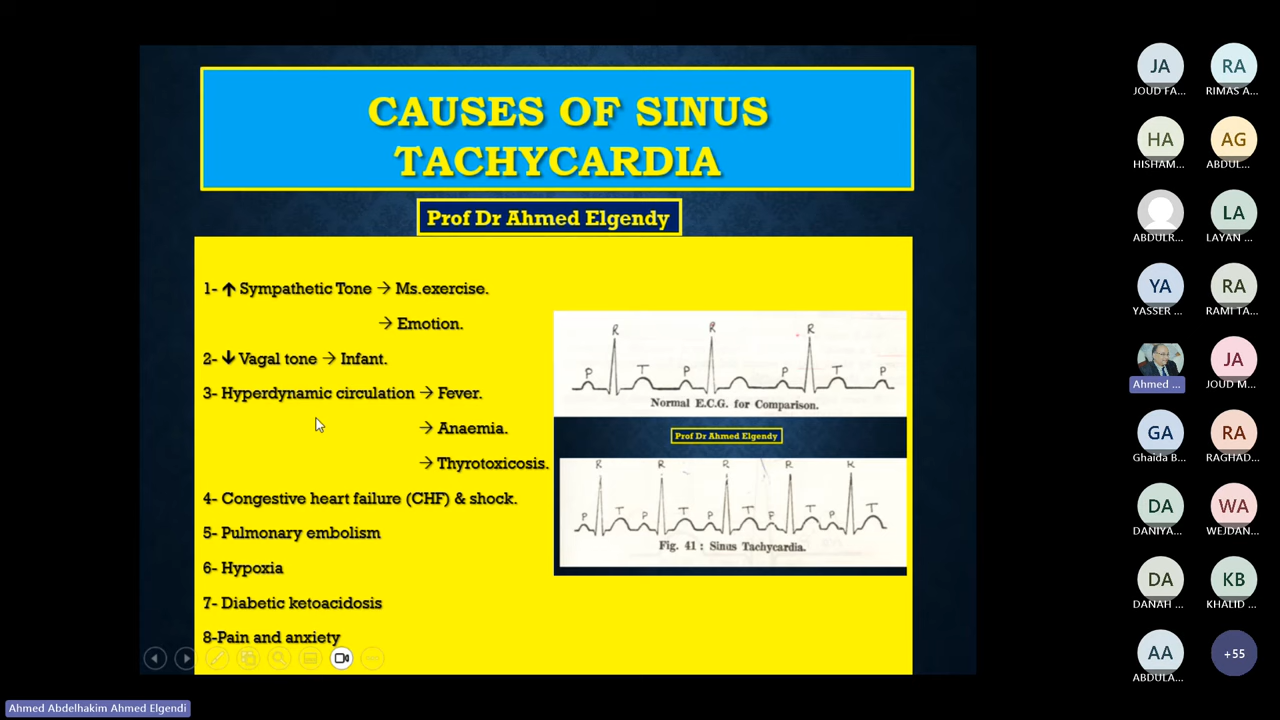 CAUSES OF SINUS
TACHYCARDIA
Prof Dr Ahmed Elgendy
1- ↑ Sympathetic Tone → Ms.exercise.
→ Emotion.
2- ↓ Vagal tone → Infant.
3- Hyperdynamic circulation → Fever.
→ Anaemia.
→ Thyrotoxicosis.
4- Congestive heart failure (CHF) & shock.
5- Pulmonary embolism
6- Hypoxia
7- Diabetic ketoacidosis
8-Pain and anxiety
R R R
P T P P T P
Normal E.C.G. for Comparison.
Prof Dr Ahmed Elgendy
R R R R R
P T P T P T P T P T
Fig. 41 : Sinus Tachycardia.
JA RA
JOUD FA... RIMAS A...
HA AG
HISHAM... ABDUL...
LA
ABDULR... LAYAN ...
YA RA
YASSER ... RAMI TA...
JA
Ahmed ... JOUD M...
GA RA
Ghaida B... RAGHAD...
DA WA
DANIYA... WEJDAN...
DA KB
DANAH ... KHALID ...
AA +55
ABDULA...
Ahmed Abdelhakim Ahmed Elgendi